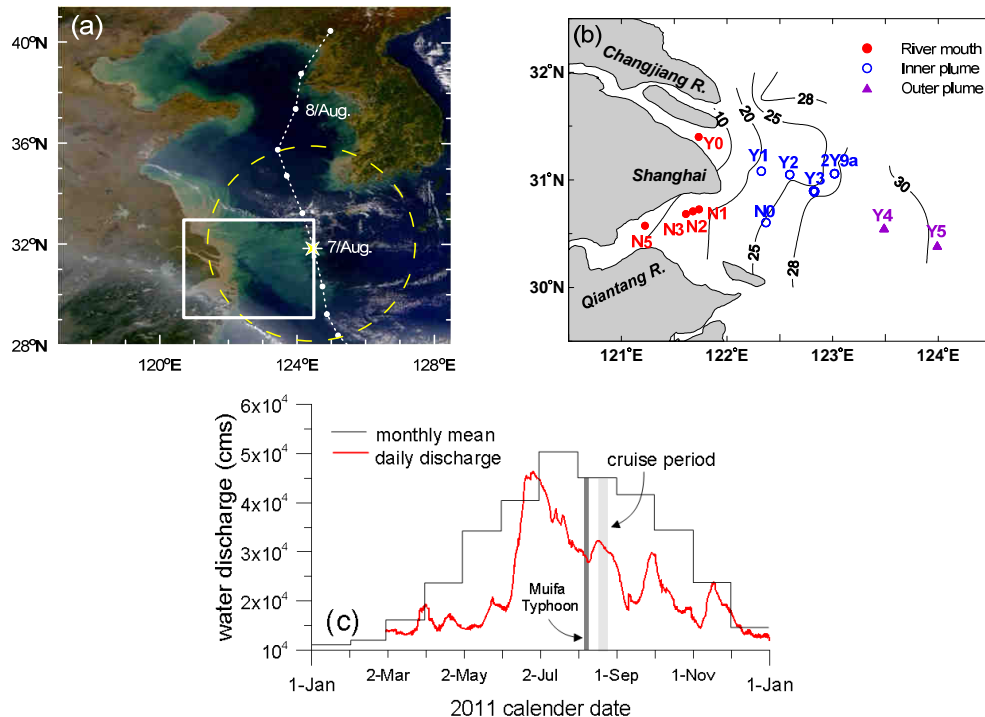 (a)
40°N
36°N
32°N
28°N
120°E
124°E
128°E
8/Aug.
7/Aug.
(b)
River mouth
Inner plume
Outer plume
32°N
31°N
30°N
121°E
122°E
123°E
124°E
Changjiang R.
Shanghai
Qiantang R.
10
20
25
28
25
28
30
Y0
Y1
Y2
2Y9a
Y3
N0
N1
N2
N3
N5
Y4
Y5
6x10⁴
5x10⁴
4x10⁴
3x10⁴
2x10⁴
10⁴
water discharge (cms)
monthly mean
daily discharge
cruise period
Muifa
Typhoon
(c)
1-Jan
2-Mar
2-May
2-Jul
1-Sep
1-Nov
1-Jan
2011 calender date